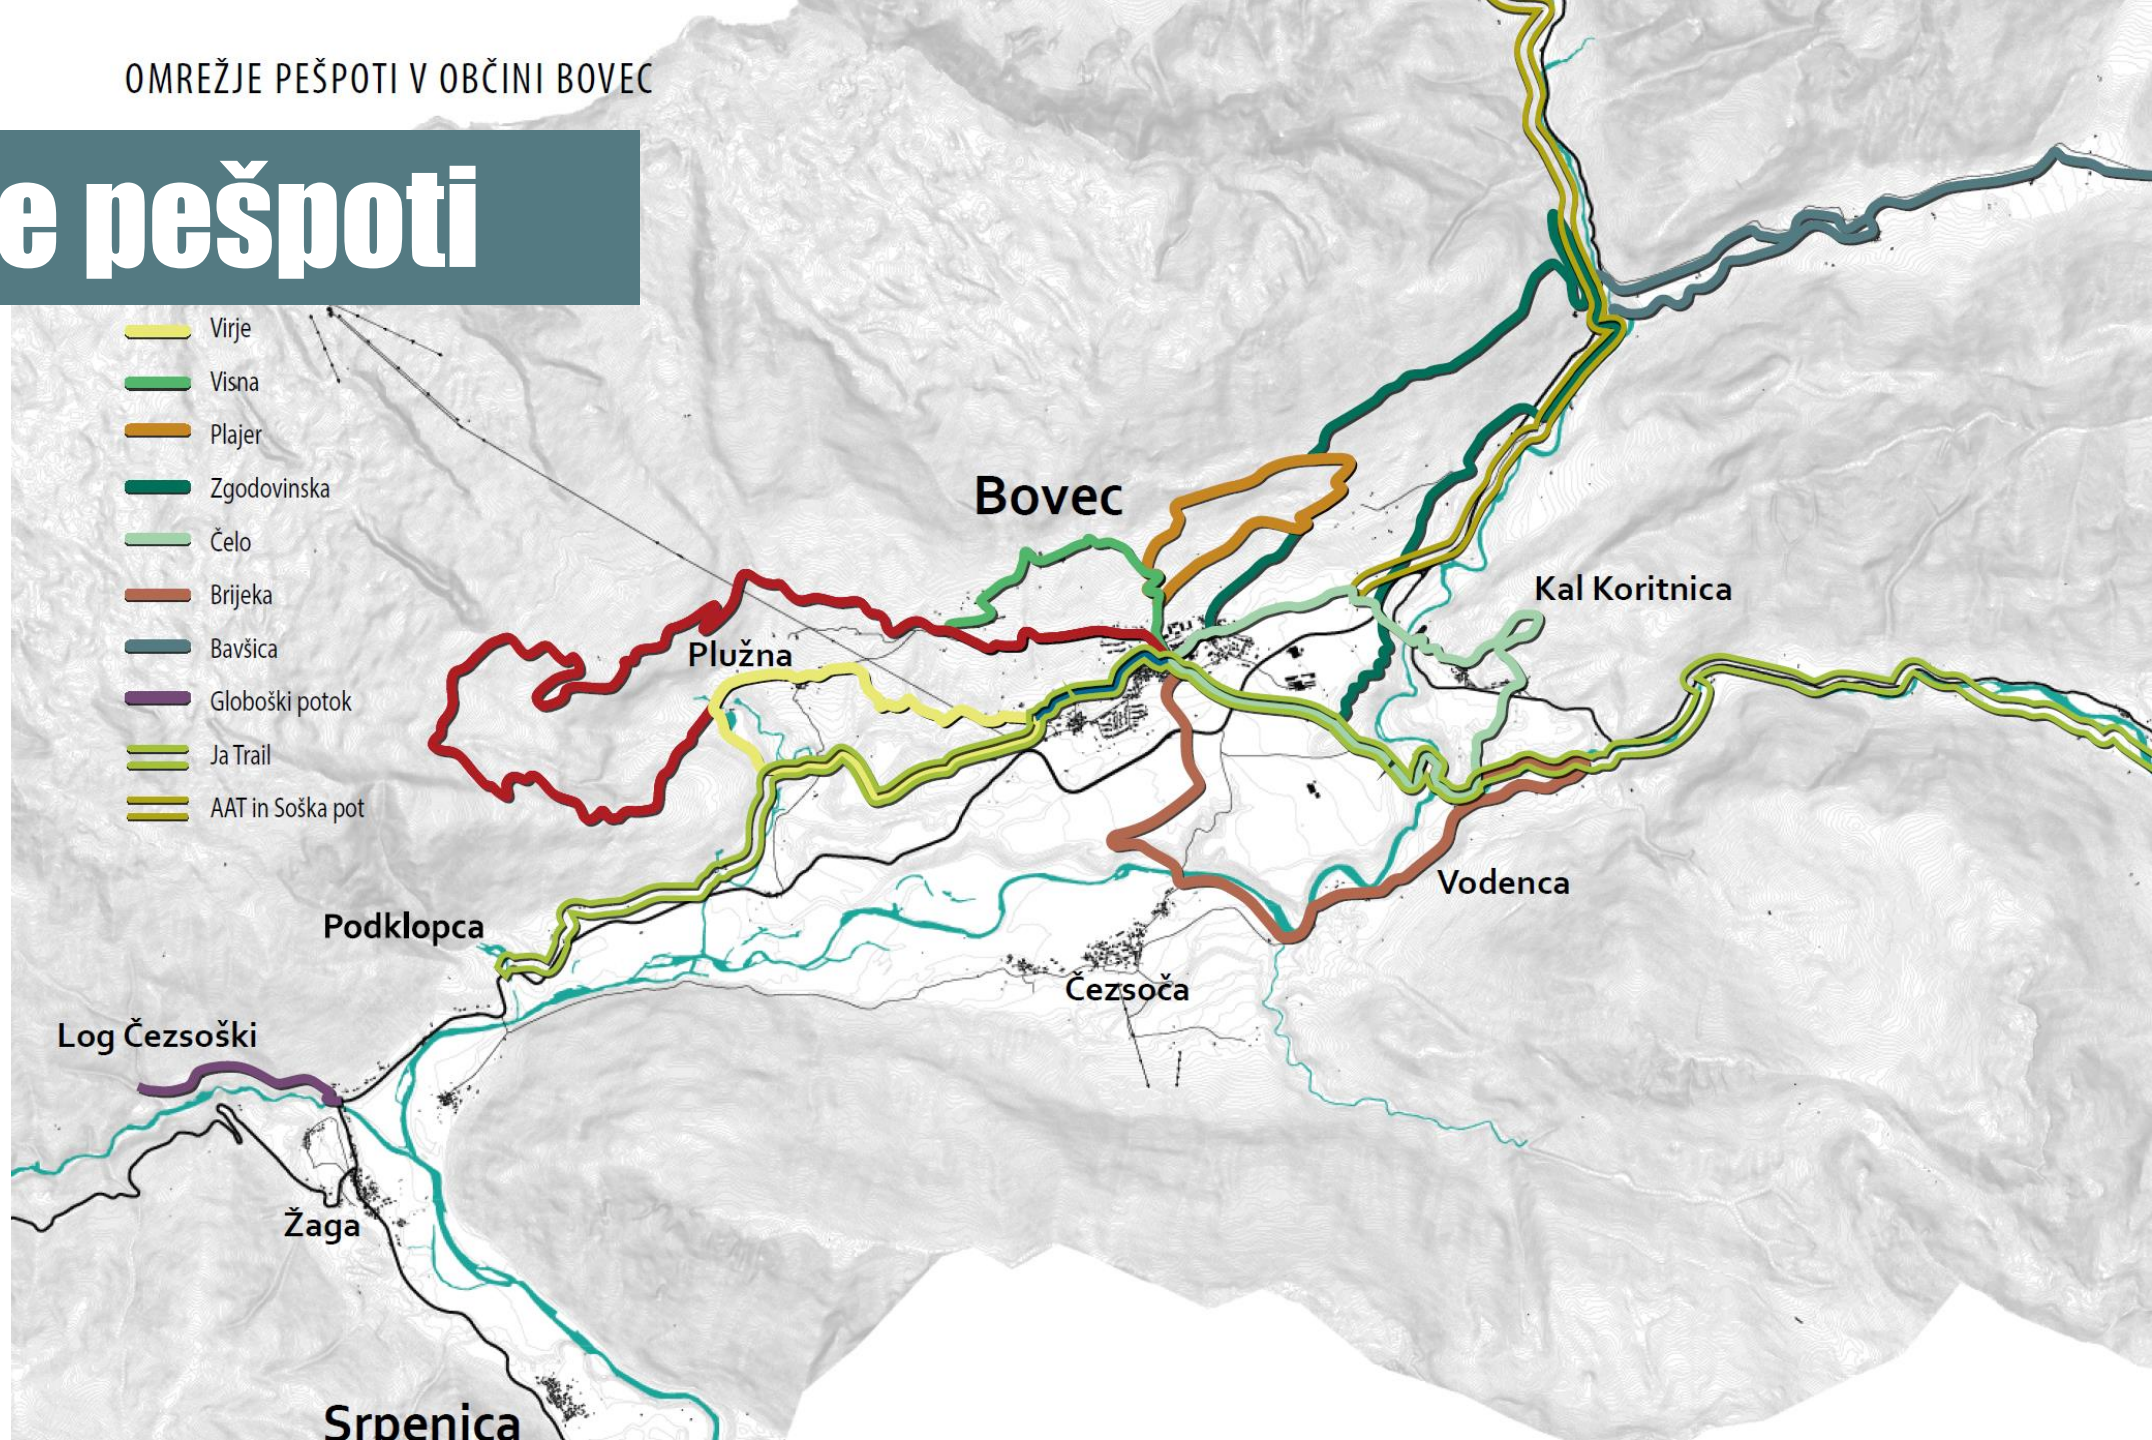 OMREŽJE PEŠPOTI V OBČINI BOVEC
e pešpoti
Virje
Visna
Plajer
Zgodovinska
Čelo
Brijeka
Bavšica
Globoški potok
Ja Trail
AAT in Soška pot
Bovec
Kal Koritnica
Plužna
Vodenca
Podklopca
Čezsoča
Log Čezsoški
Žaga
Srpenica